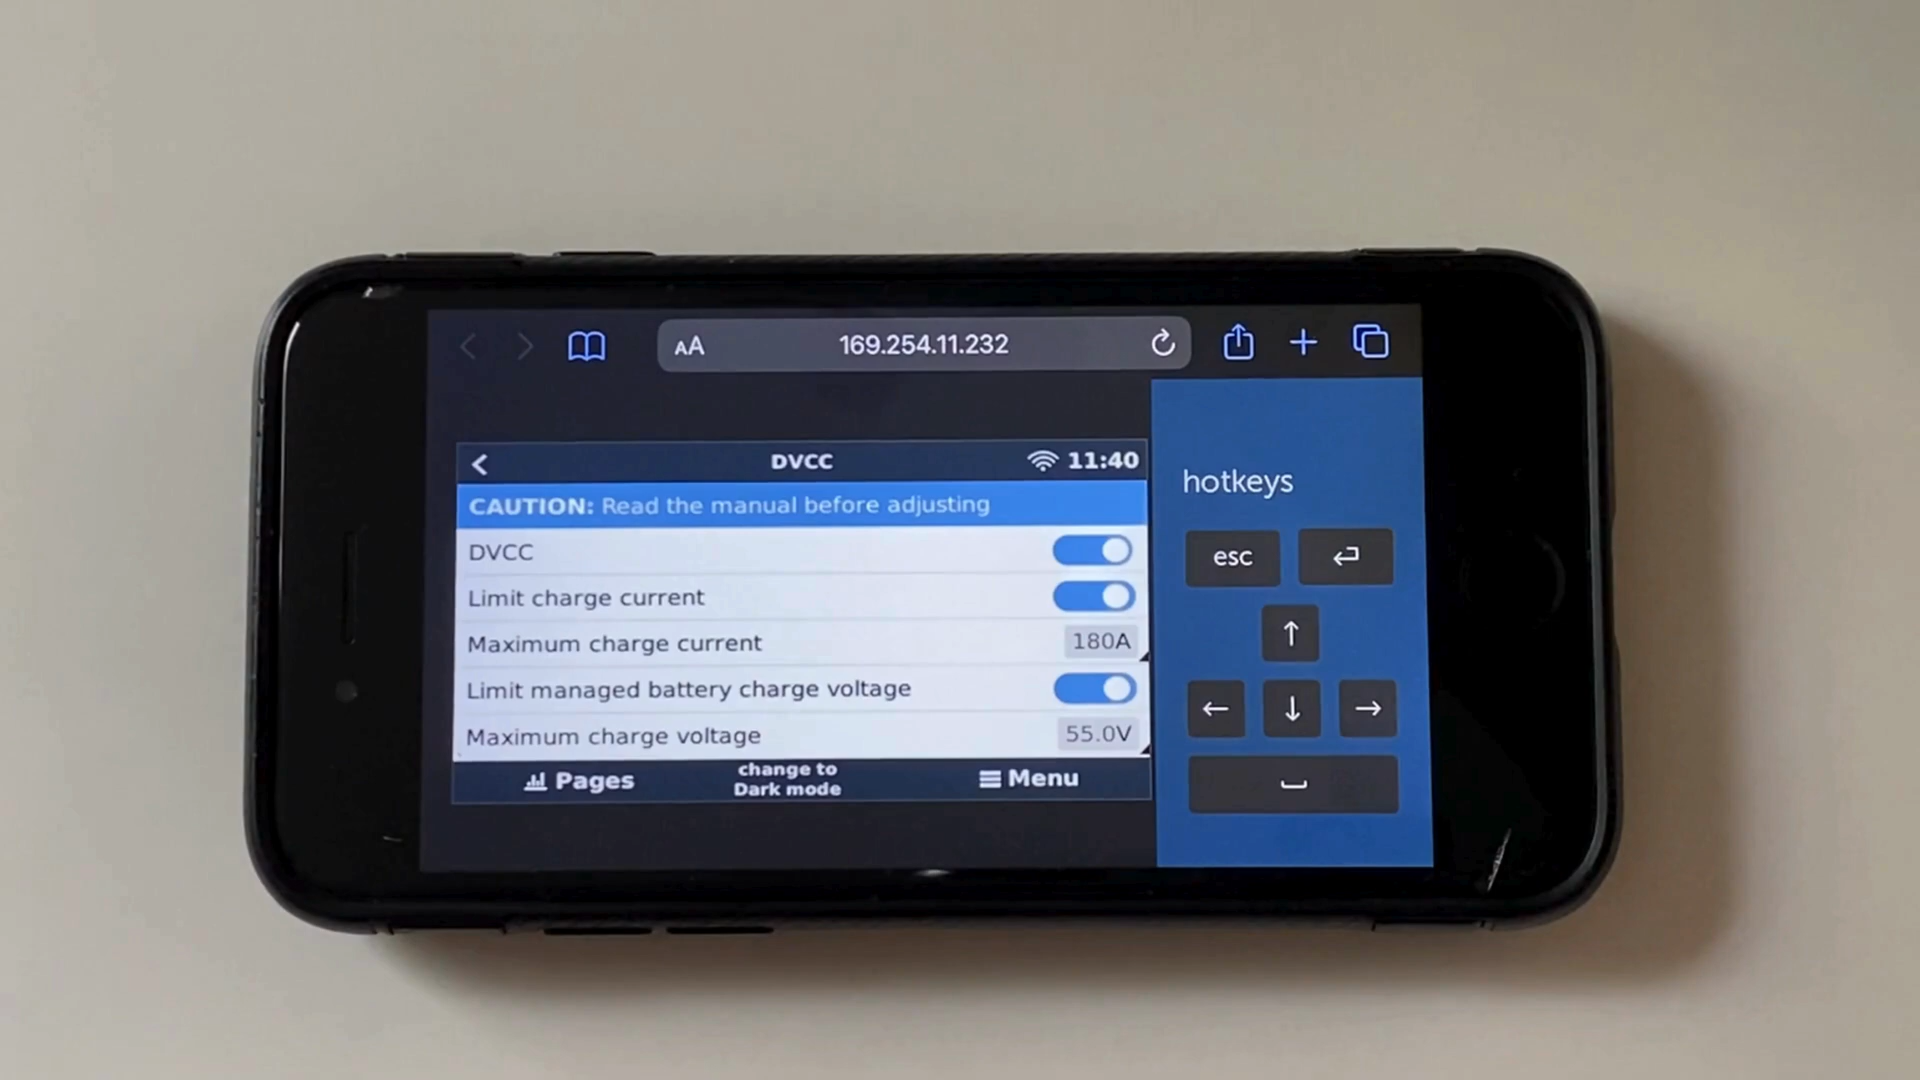 AA 169.254.11.232
DVCC 11:40
CAUTION: Read the manual before adjusting
DVCC
Limit charge current
Maximum charge current 180A
Limit managed battery charge voltage
Maximum charge voltage 55.0V
Pages change to Dark mode Menu
hotkeys
esc